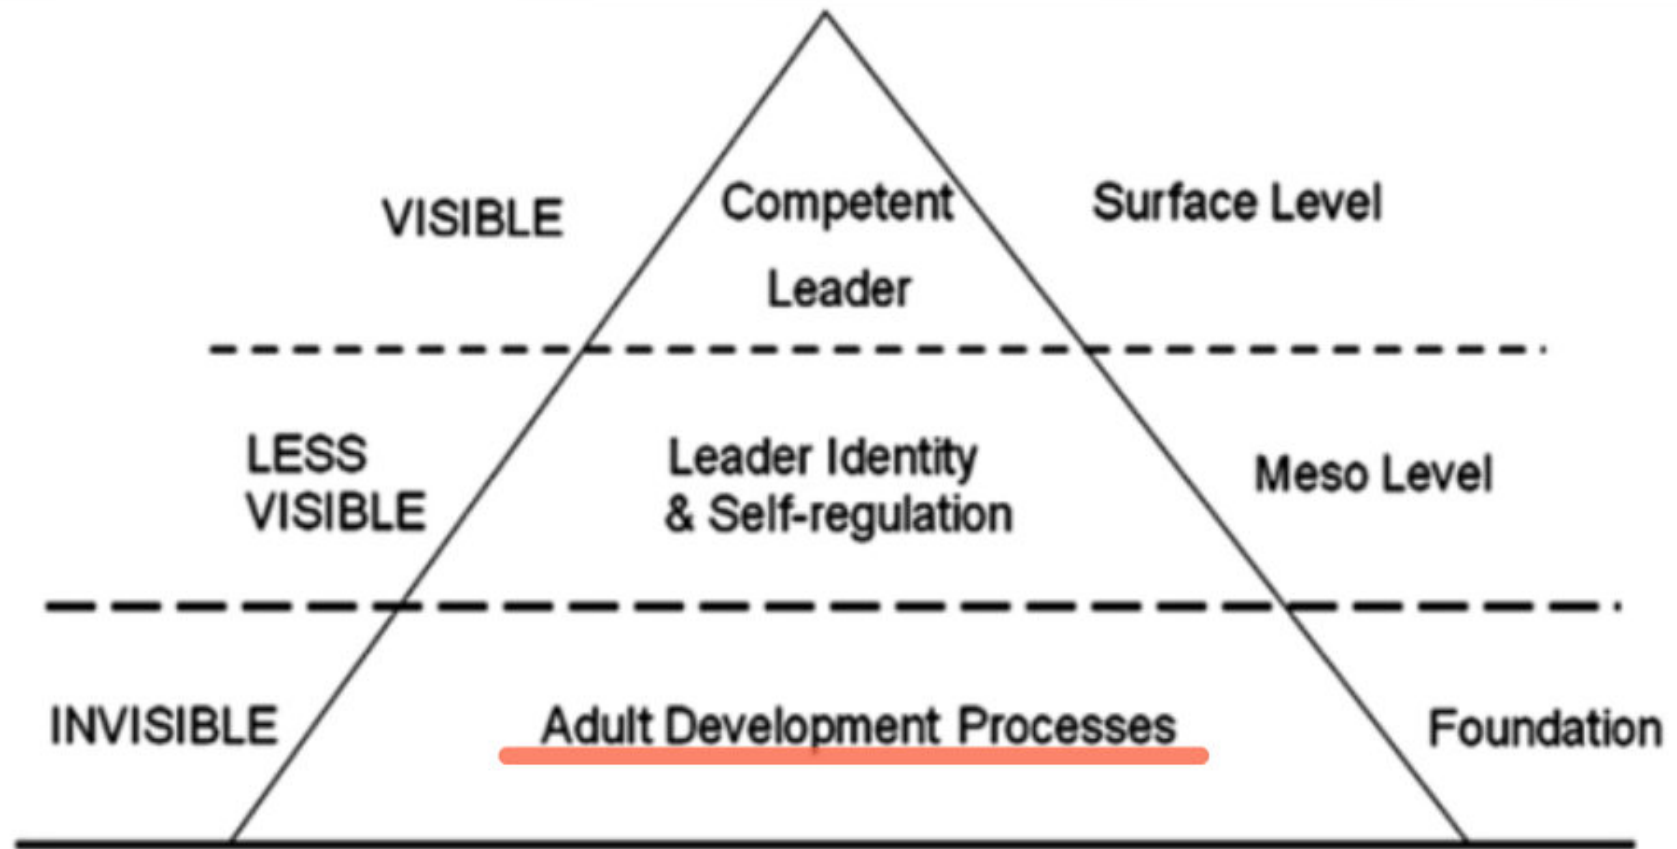 VISIBLE
Competent
Leader
Surface Level
LESS
VISIBLE
Leader Identity
& Self-regulation
Meso Level
INVISIBLE
Adult Development Processes
Foundation